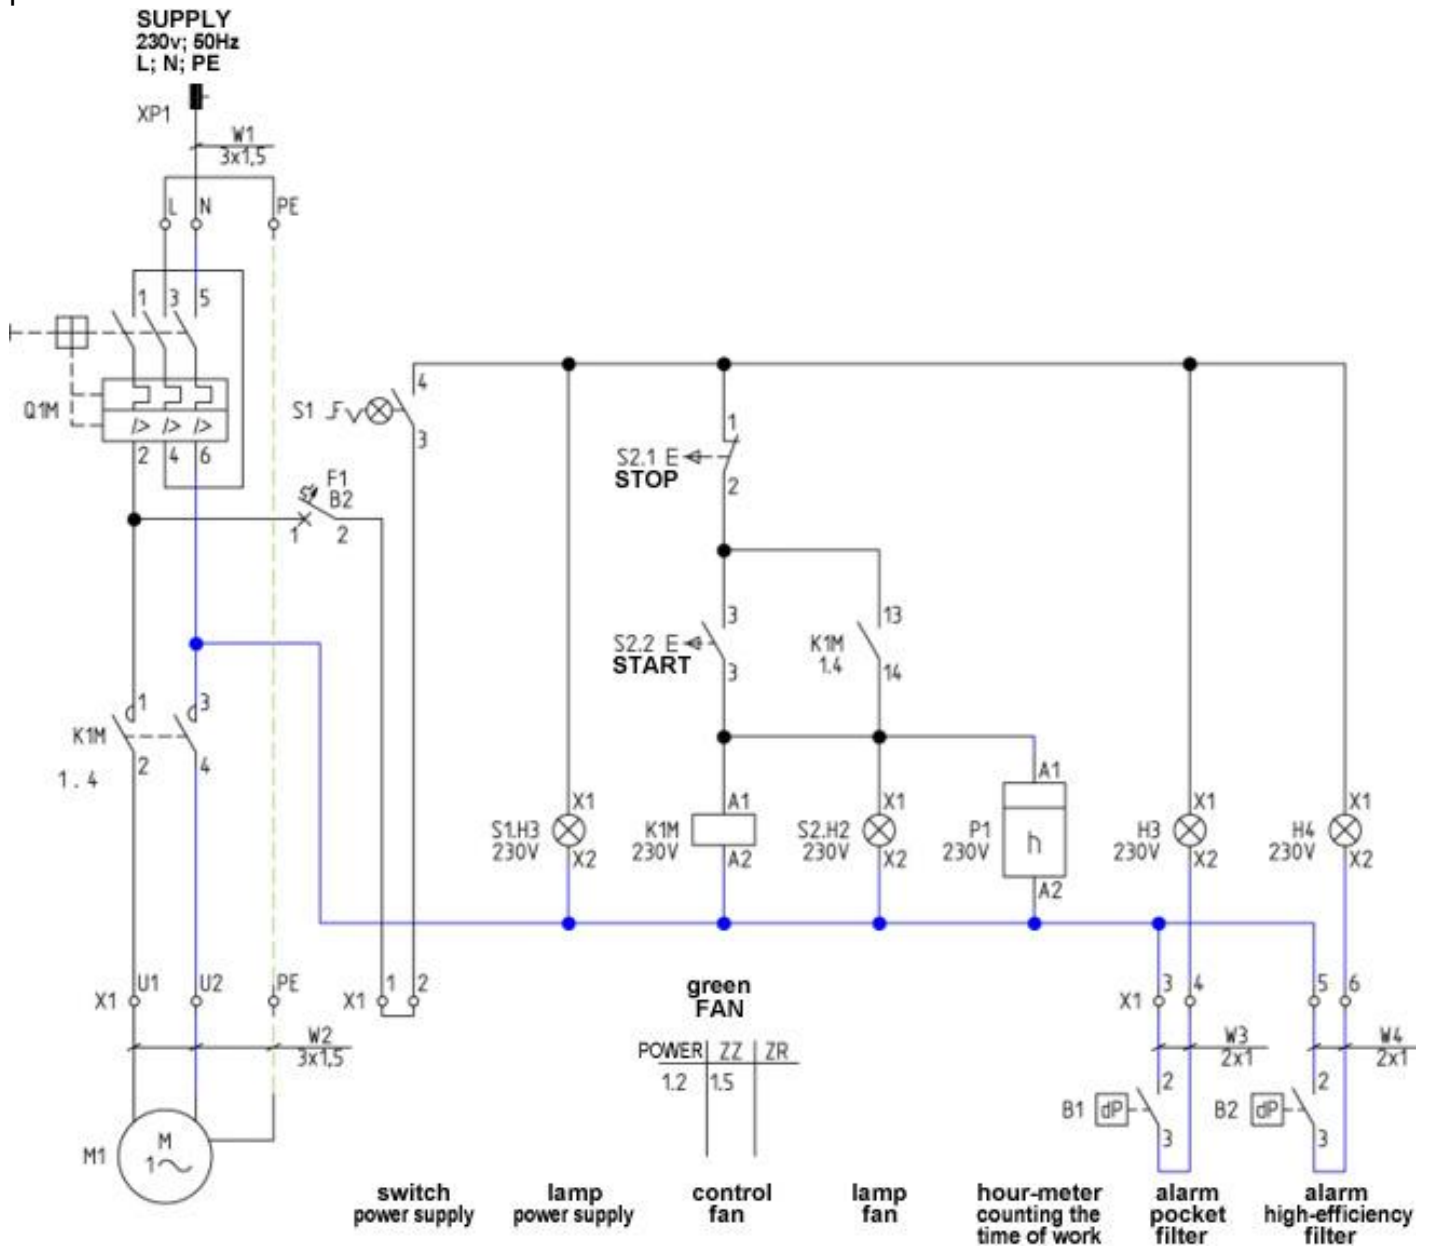 SUPPLY
230v; 50Hz
L; N; PE
XP1
W1
3x1,5
L N PE
1 3 5
Q1M
I> I> I>
2 4 6
S1
4
3
F1
B2
1 2
1
S2.1 E
STOP
2
3
S2.2 E
START
3
13
K1M
1.4
14
1 3
K1M
2 4
1.4
X1
S1.H3
230V
X2
A1
K1M
230V
A2
X1
S2.H2
230V
X2
A1
P1
230V
h
A2
X1
H3
230V
X2
X1
H4
230V
X2
X1 U1 U2 PE
X1 1 2
X1 3 4
5 6
W2
3x1,5
green
FAN
POWER ZZ ZR
1.2 1.5
W3
2x1
W4
2x1
2
B1 dP
3
2
B2 dP
3
M1
M
1~
switch
power supply
lamp
power supply
control
fan
lamp
fan
hour-meter
counting the
time of work
alarm
pocket
filter
alarm
high-efficiency
filter